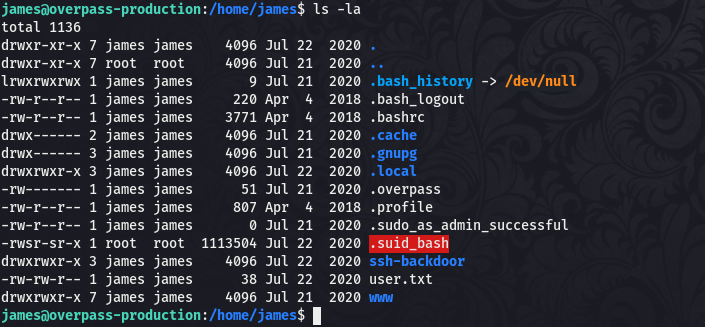 james@overpass-production:/home/james$ ls -la
total 1136
drwxr-xr-x 7 james james    4096 Jul 22  2020 .
drwxr-xr-x 7 root  root     4096 Jul 21  2020 ..
lrwxrwxrwx 1 james james       9 Jul 21  2020 .bash_history -> /dev/null
-rw-r--r-- 1 james james     220 Apr  4  2018 .bash_logout
-rw-r--r-- 1 james james    3771 Apr  4  2018 .bashrc
drwx------ 2 james james    4096 Jul 21  2020 .cache
drwx------ 3 james james    4096 Jul 21  2020 .gnupg
drwxrwxr-x 3 james james    4096 Jul 22  2020 .local
-rw------- 1 james james      51 Jul 21  2020 .overpass
-rw-r--r-- 1 james james     807 Apr  4  2018 .profile
-rw-r--r-- 1 james james       0 Jul 21  2020 .sudo_as_admin_successful
-rwsr-sr-x 1 root  root  1113504 Jul 22  2020 .suid_bash
drwxrwxr-x 3 james james    4096 Jul 22  2020 ssh-backdoor
-rw-rw-r-- 1 james james      38 Jul 22  2020 user.txt
drwxrwxr-x 7 james james    4096 Jul 21  2020 www
james@overpass-production:/home/james$